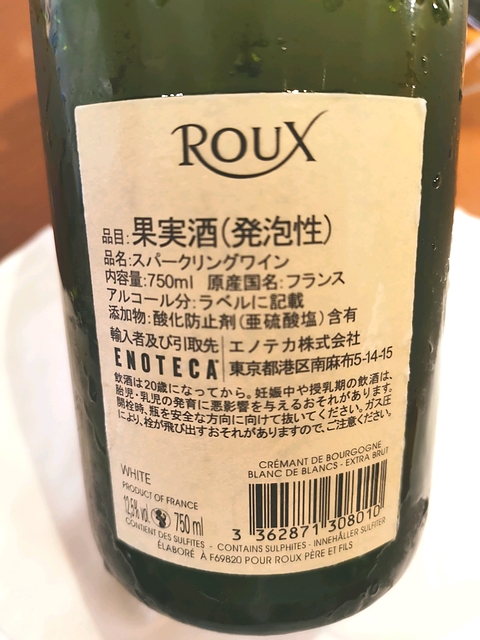 ROUX
品目:果実酒(発泡性)
品名:スパークリングワイン
内容量:750ml 原産国名:フランス
アルコール分:ラベルに記載
添加物:酸化防止剤(亜硫酸塩)含有
輸入者及び引取先 エノテカ株式会社
ENOTECA 東京都港区南麻布5-14-15
飲酒は20歳になってから。妊娠中や授乳期の飲酒は、
胎児・乳児の発育に悪影響を与えるおそれがあります。
開栓時、瓶を安全な方向に向けて抜いてください。ガス圧
により、栓が飛び出すおそれがありますので、ご注意ください。
CRÉMANT DE BOURGOGNE
BLANC DE BLANCS - EXTRA BRUT
WHITE
PRODUCT OF FRANCE
12,5% vol. 750 ml
3 362871 308010
CONTIENT DES SULFITES - CONTAINS SULPHITES - INNEHÅLLER SULFITER
ÉLABORÉ À F69820 POUR ROUX PÈRE ET FILS